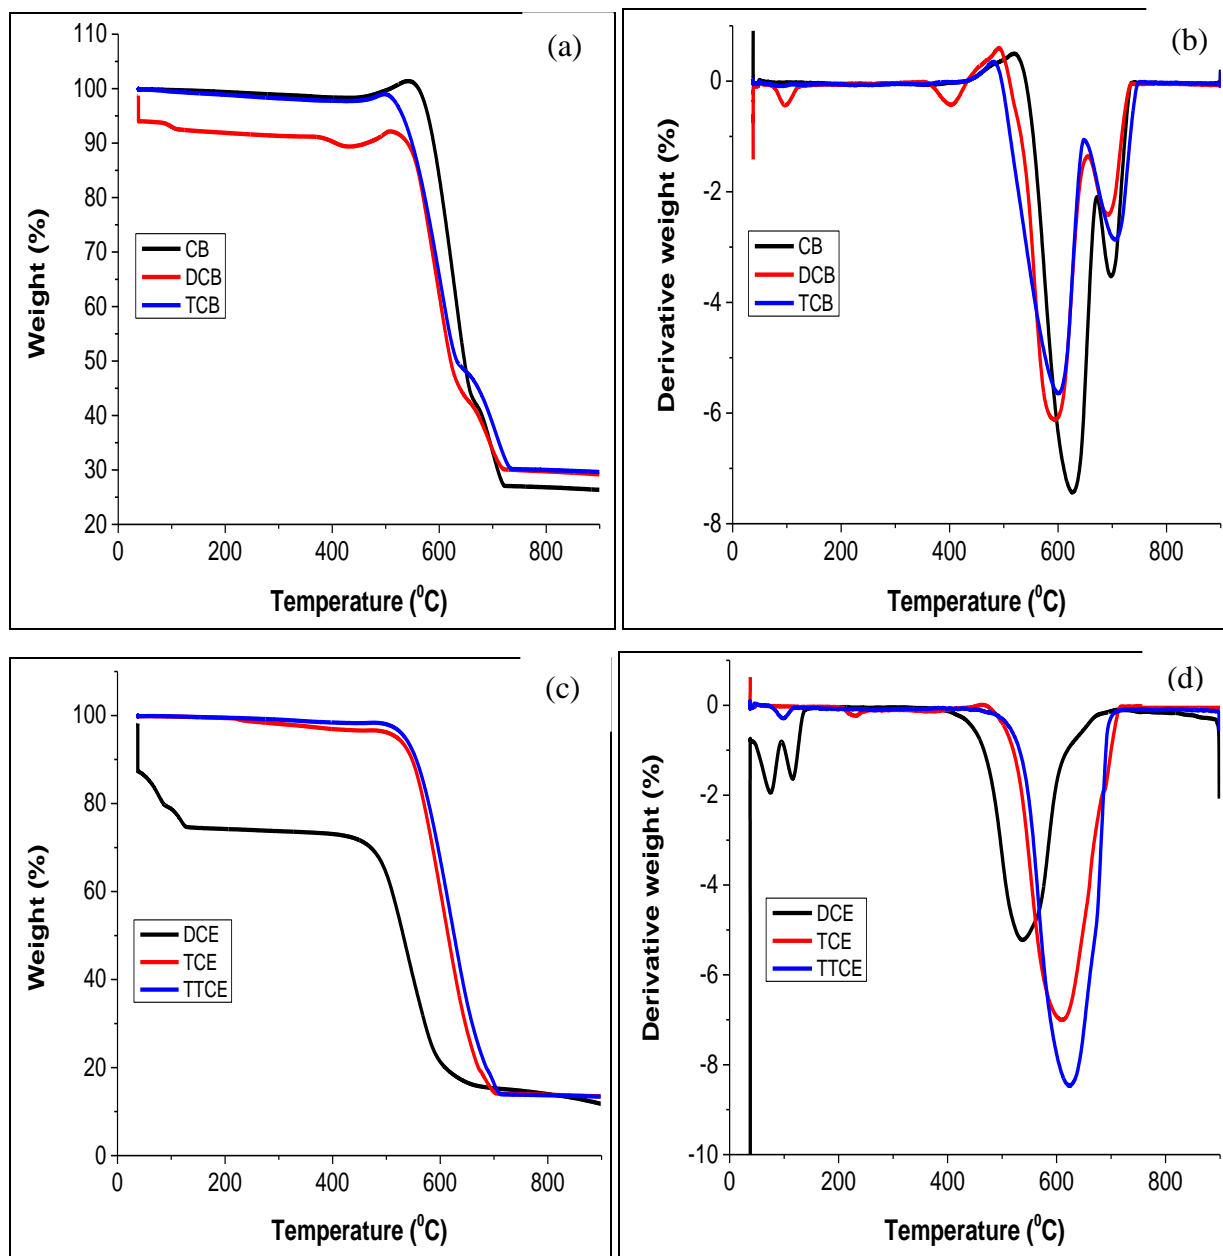 (a)
Weight (%)
110
100
90
80
70
60
50
40
30
20
CB
DCB
TCB
0 200 400 600 800
Temperature (⁰C)
(b)
Derivative weight (%)
0
-2
-4
-6
-8
CB
DCB
TCB
0 200 400 600 800
Temperature (⁰C)
(c)
Weight (%)
100
80
60
40
20
0
DCE
TCE
TTCE
0 200 400 600 800
Temperature (⁰C)
(d)
Derivative weight (%)
0
-2
-4
-6
-8
-10
DCE
TCE
TTCE
0 200 400 600 800
Temperature (⁰C)